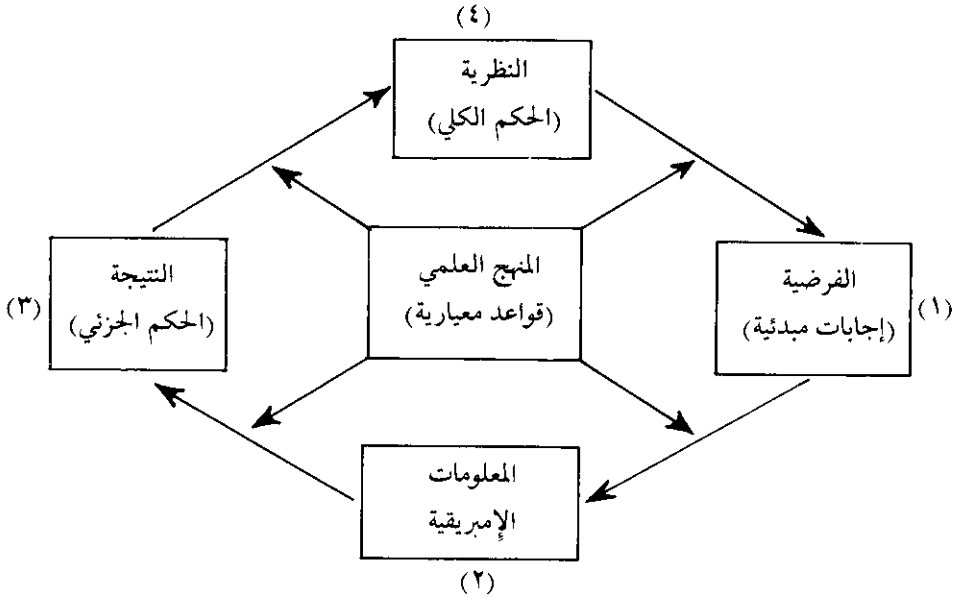 (٤)
النظرية
(الحكم الكلي)
المنهج العلمي
(قواعد معيارية)
الفرضية
(إجابات مبدئية)
(١)
النتيجة
(الحكم الجزئي)
(٣)
المعلومات
الإمبريقية
(٢)